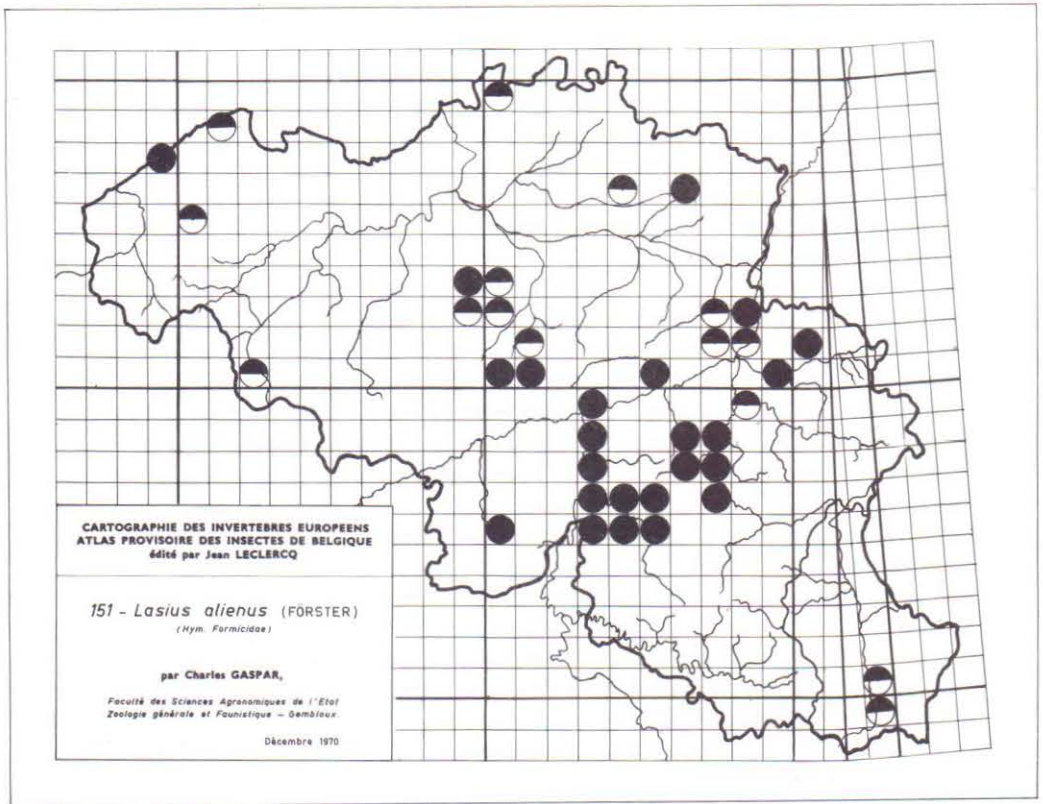 CARTOGRAPHIE DES INVERTEBRES EUROPEENS
ATLAS PROVISOIRE DES INSECTES DE BELGIQUE
édité par Jean LECLERCQ
151 - Lasius alienus (FÖRSTER)
(Hym. Formicidae)
par Charles GASPAR,
Faculté des Sciences Agronomiques de l'Etat
Zoologie générale et Faunistique - Gembloux.
Décembre 1970